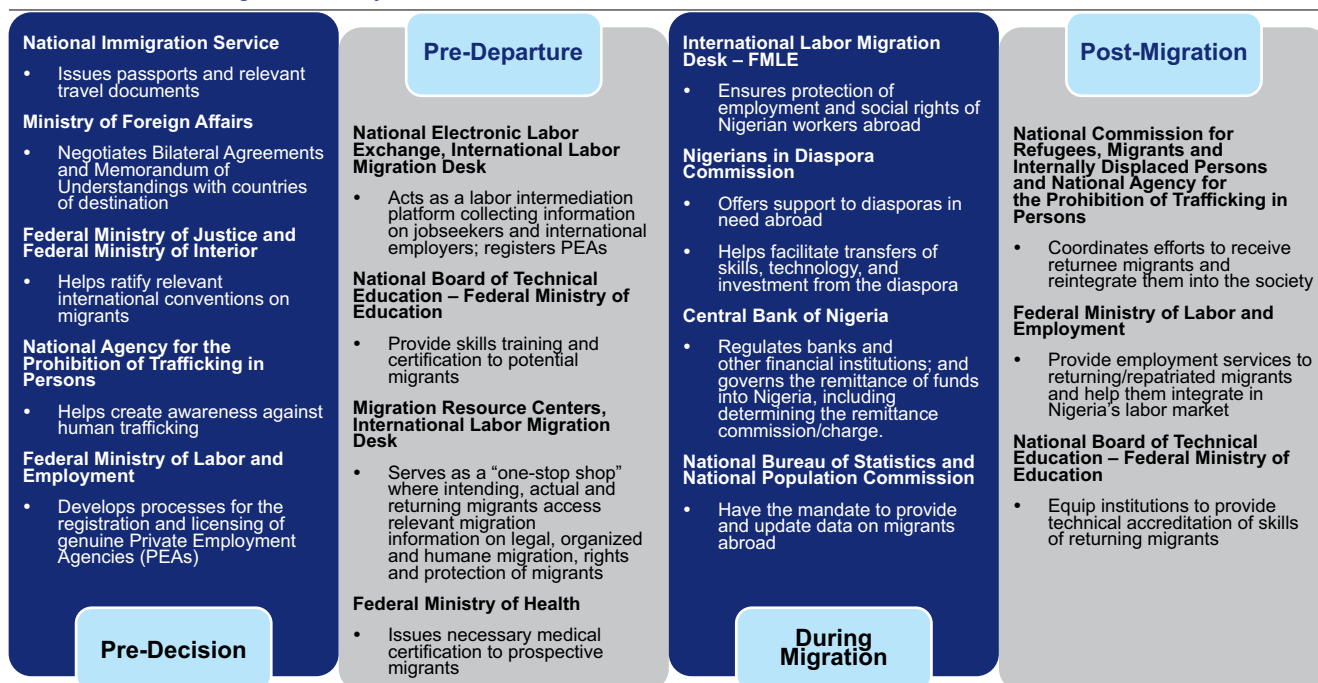 National Immigration Service
• Issues passports and relevant
travel documents
Ministry of Foreign Affairs
• Negotiates Bilateral Agreements
and Memorandum of
Understandings with countries
of destination
Federal Ministry of Justice and
Federal Ministry of Interior
• Helps ratify relevant
international conventions on
migrants
National Agency for the
Prohibition of Trafficking in
Persons
• Helps create awareness against
human trafficking
Federal Ministry of Labor and
Employment
• Develops processes for the
registration and licensing of
genuine Private Employment
Agencies (PEAs)
Pre-Decision
Pre-Departure
National Electronic Labor
Exchange, International Labor
Migration Desk
• Acts as a labor intermediation
platform collecting information
on jobseekers and international
employers; registers PEAs
National Board of Technical
Education – Federal Ministry of
Education
• Provide skills training and
certification to potential
migrants
Migration Resource Centers,
International Labor Migration
Desk
• Serves as a “one-stop shop”
where intending, actual and
returning migrants access
relevant migration
information on legal, organized
and humane migration, rights
and protection of migrants
Federal Ministry of Health
• Issues necessary medical
certification to prospective
migrants
International Labor Migration
Desk – FMLE
• Ensures protection of
employment and social rights of
Nigerian workers abroad
Nigerians in Diaspora
Commission
• Offers support to diasporas in
need abroad
• Helps facilitate transfers of
skills, technology, and
investment from the diaspora
Central Bank of Nigeria
• Regulates banks and
other financial institutions; and
governs the remittance of funds
into Nigeria, including
determining the remittance
commission/charge.
National Bureau of Statistics and
National Population Commission
• Have the mandate to provide
and update data on migrants
abroad
During
Migration
Post-Migration
National Commission for
Refugees, Migrants and
Internally Displaced Persons
and National Agency for
the Prohibition of Trafficking in
Persons
• Coordinates efforts to receive
returnee migrants and
reintegrate them into the society
Federal Ministry of Labor and
Employment
• Provide employment services to
returning/repatriated migrants
and help them integrate in
Nigeria’s labor market
National Board of Technical
Education – Federal Ministry of
Education
• Equip institutions to provide
technical accreditation of skills
of returning migrants